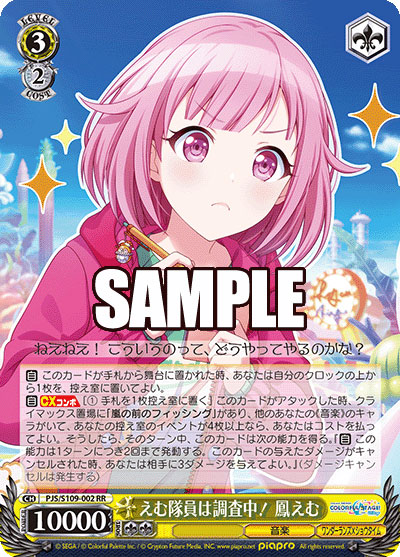 LEVEL
3
2
COST
SAMPLE
ねえねえ！ こういうのって、どうやってやるのかな？
自 このカードが手札から舞台に置かれた時、あなたは自分のクロックの上
から1枚を、控え室に置いてよい。
自 CXコンボ ［① 手札を1枚控え室に置く］ このカードがアタックした時、クラ
イマックス置場に「嵐の前のフィッシング」があり、他のあなたの《音楽》のキャ
ラがいて、あなたの控え室のイベントが4枚以上なら、あなたはコストを払っ
てよい。そうしたら、そのターン中、このカードは次の能力を得る。『自 この
能力は1ターンにつき2回まで発動する。このカードの与えたダメージがキャ
ンセルされた時、あなたは相手に3ダメージを与えてよい。』（ダメージキャン
セルは発生する）
CH PJS/S109-002 RR
POWER
10000
SOUL
えむ隊員は調査中！ 鳳えむ
音楽
ワンダーランズ×ショウタイム
COLORFUL STAGE!
© SEGA / © Colorful Palette Inc. / © Crypton Future Media, INC. www.piapro.net piapro